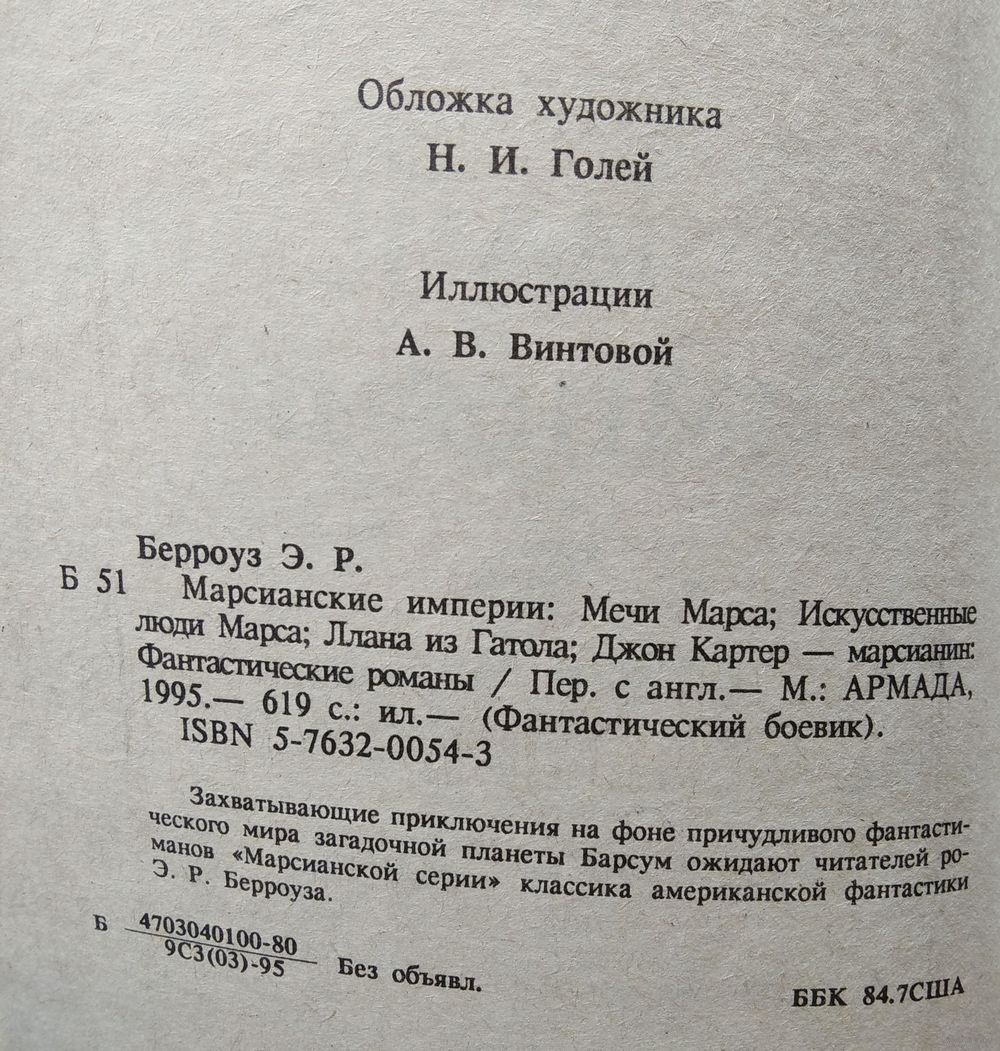 Обложка художника
Н. И. Голей
Иллюстрации
А. В. Винтовой
Берроуз Э. Р.
Б 51 Марсианские империи: Мечи Марса; Искусственные
люди Марса; Ллана из Гатола; Джон Картер — марсианин:
Фантастические романы / Пер. с англ.— М.: АРМАДА,
1995.— 619 с.: ил.— (Фантастический боевик).
ISBN 5-7632-0054-3
Захватывающие приключения на фоне причудливого фантасти-
ческого мира загадочной планеты Барсум ожидают читателей ро-
манов «Марсианской серии» классика американской фантастики
Э. Р. Берроуза.
Б 4703040100-80
9С3(03)-95 Без объявл.
ББК 84.7США